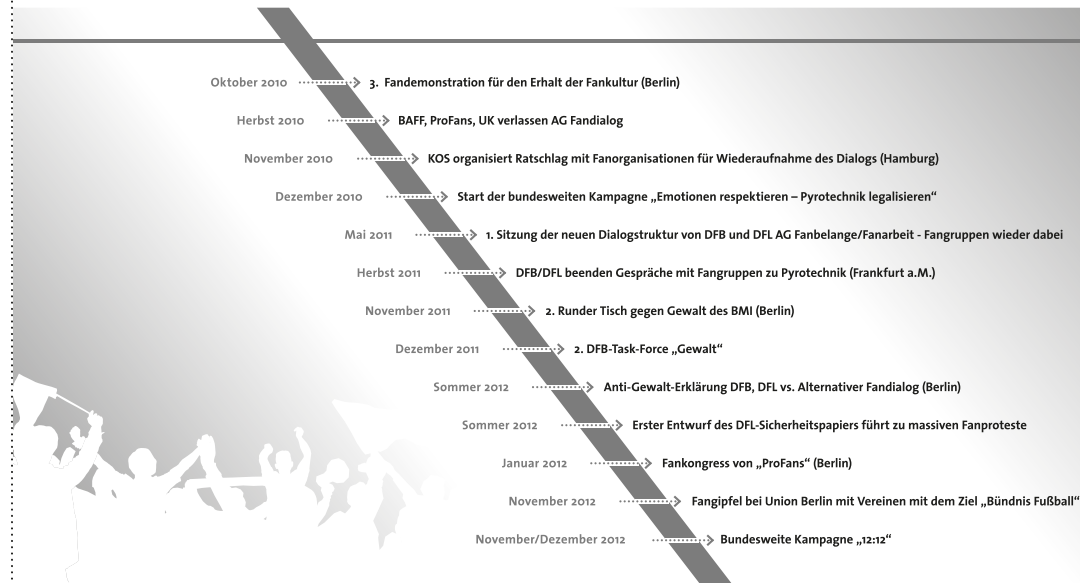 Oktober 2010 3. Fandemonstration für den Erhalt der Fankultur (Berlin)
Herbst 2010 BAFF, ProFans, UK verlassen AG Fandialog
November 2010 KOS organisiert Ratschlag mit Fanorganisationen für Wiederaufnahme des Dialogs (Hamburg)
Dezember 2010 Start der bundesweiten Kampagne „Emotionen respektieren – Pyrotechnik legalisieren“
Mai 2011 1. Sitzung der neuen Dialogstruktur von DFB und DFL AG Fanbelange/Fanarbeit - Fangruppen wieder dabei
Herbst 2011 DFB/DFL beenden Gespräche mit Fangruppen zu Pyrotechnik (Frankfurt a.M.)
November 2011 2. Runder Tisch gegen Gewalt des BMI (Berlin)
Dezember 2011 2. DFB-Task-Force „Gewalt“
Sommer 2012 Anti-Gewalt-Erklärung DFB, DFL vs. Alternativer Fandialog (Berlin)
Sommer 2012 Erster Entwurf des DFL-Sicherheitspapiers führt zu massiven Fanproteste
Januar 2012 Fankongress von „ProFans“ (Berlin)
November 2012 Fangipfel bei Union Berlin mit Vereinen mit dem Ziel „Bündnis Fußball“
November/Dezember 2012 Bundesweite Kampagne „12:12“